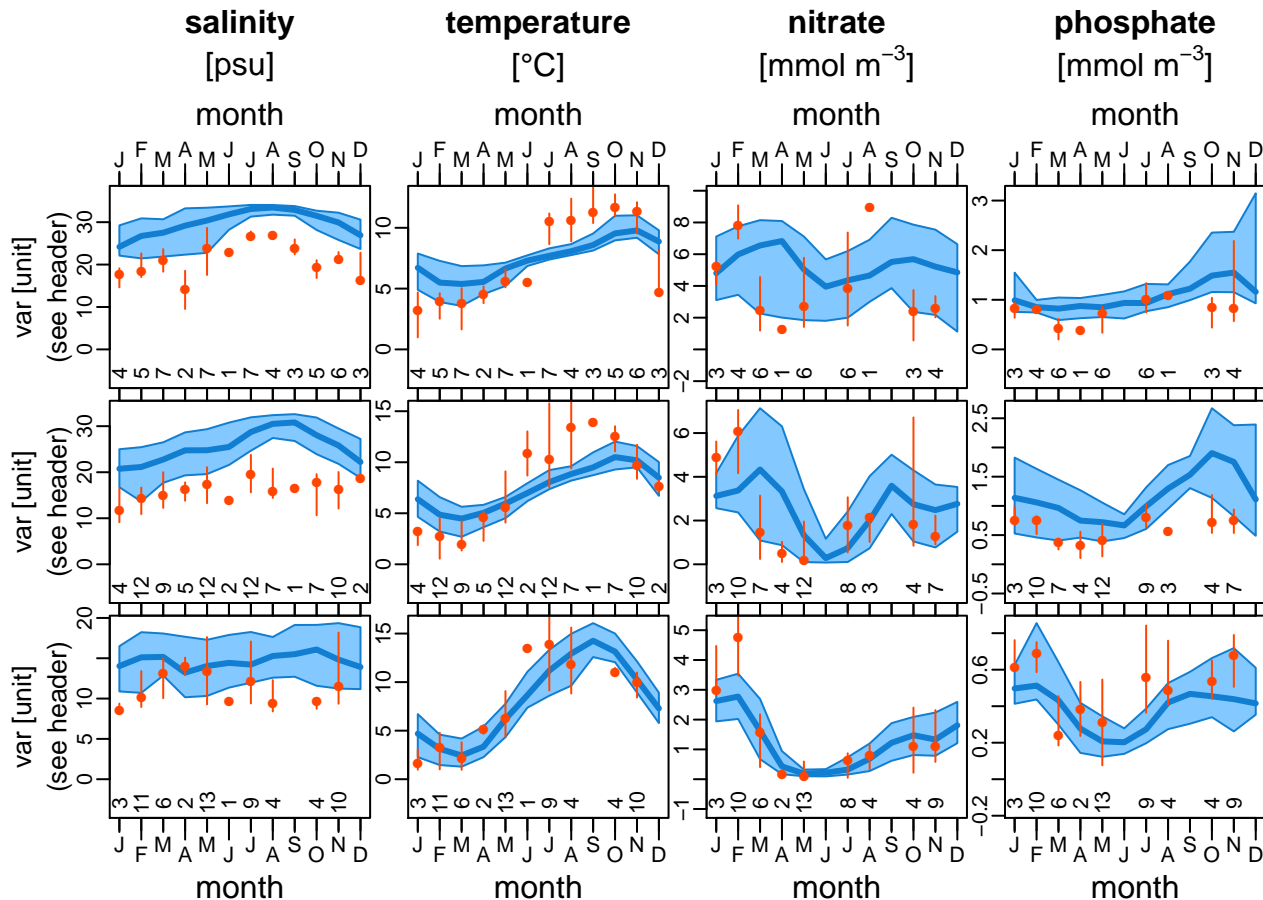 salinity temperature nitrate phosphate
[psu] [°C] [mmol m⁻³] [mmol m⁻³]
month month month month
J F M A M J J A S O N D J F M A M J J A S O N D J F M A M J J A S O N D J F M A M J J A S O N D
var [unit]
(see header)
0 10 20 30
4 5 7 2 7 1 7 4 3 5 6 3
0 5 10
4 5 7 2 7 1 7 4 3 5 6 3
−2 0 2 4 6 8
3 4 6 1 6 6 1 3 4
0 1 2 3
3 4 6 1 6 6 1 3 4
var [unit]
(see header)
0 10 20 30
4 12 9 5 12 2 12 7 1 7 10 2
0 5 10 15
4 12 9 5 12 2 12 7 1 7 10 2
0 2 4 6
3 10 7 4 12 8 3 4 7
−0.5 0.5 1.5 2.5
3 10 7 4 12 9 3 4 7
var [unit]
(see header)
0 5 10 15 20
3 11 6 2 13 1 9 4 4 10
0 5 10 15
3 11 6 2 13 1 9 4 4 10
−1 1 2 3 4 5
3 10 6 2 13 8 4 4 9
−0.2 0.2 0.6
3 10 6 2 13 9 4 4 9
J F M A M J J A S O N D J F M A M J J A S O N D J F M A M J J A S O N D J F M A M J J A S O N D
month month month month